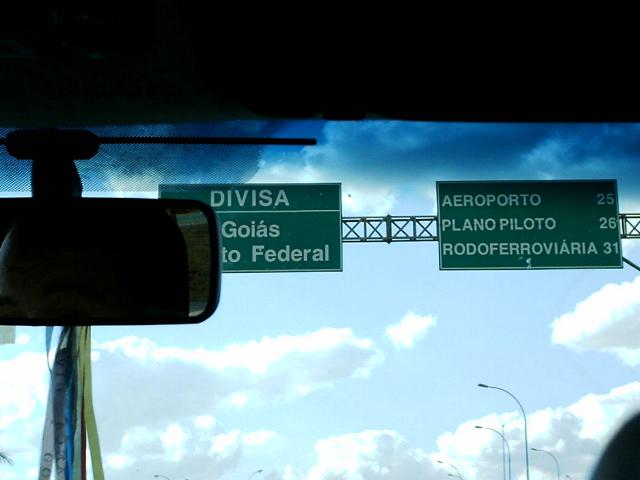 DIVISA
Goiás
to Federal
AEROPORTO 25
PLANO PILOTO 26
RODOFERROVIÁRIA 31